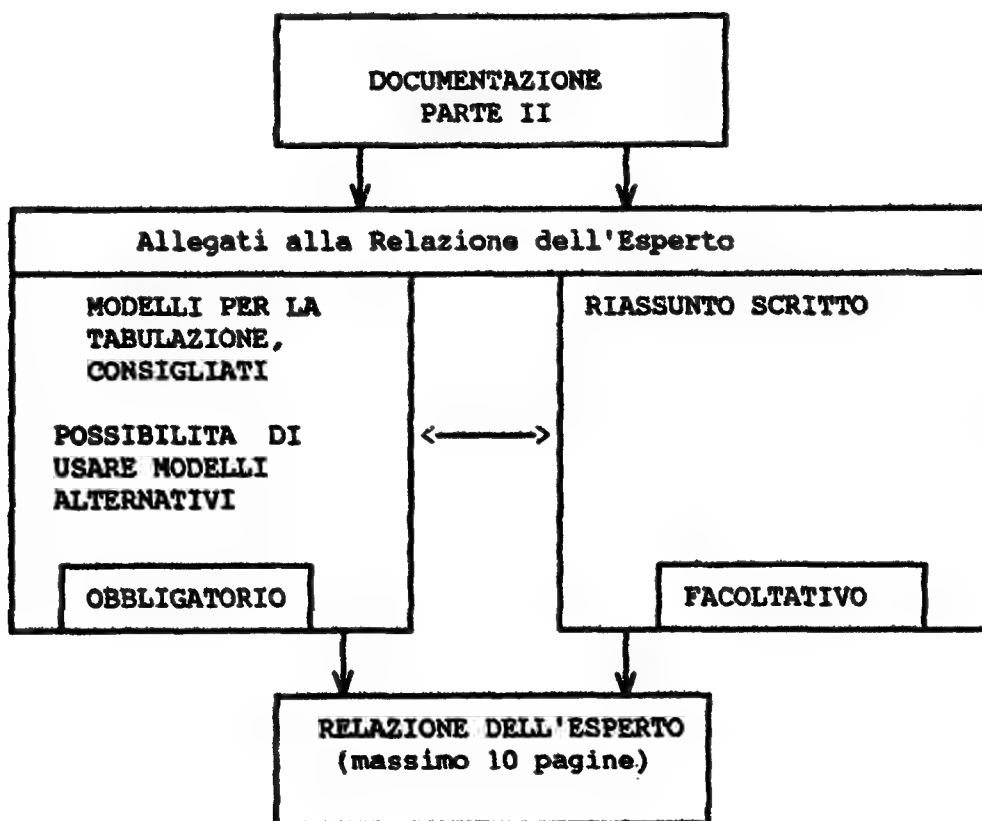 DOCUMENTAZIONE
PARTE II
Allegati alla Relazione dell'Esperto
MODELLI PER LA
TABULAZIONE,
CONSIGLIATI
POSSIBILITA DI
USARE MODELLI
ALTERNATIVI
OBBLIGATORIO
RIASSUNTO SCRITTO
FACOLTATIVO
RELAZIONE DELL'ESPERTO
(massimo 10 pagine)